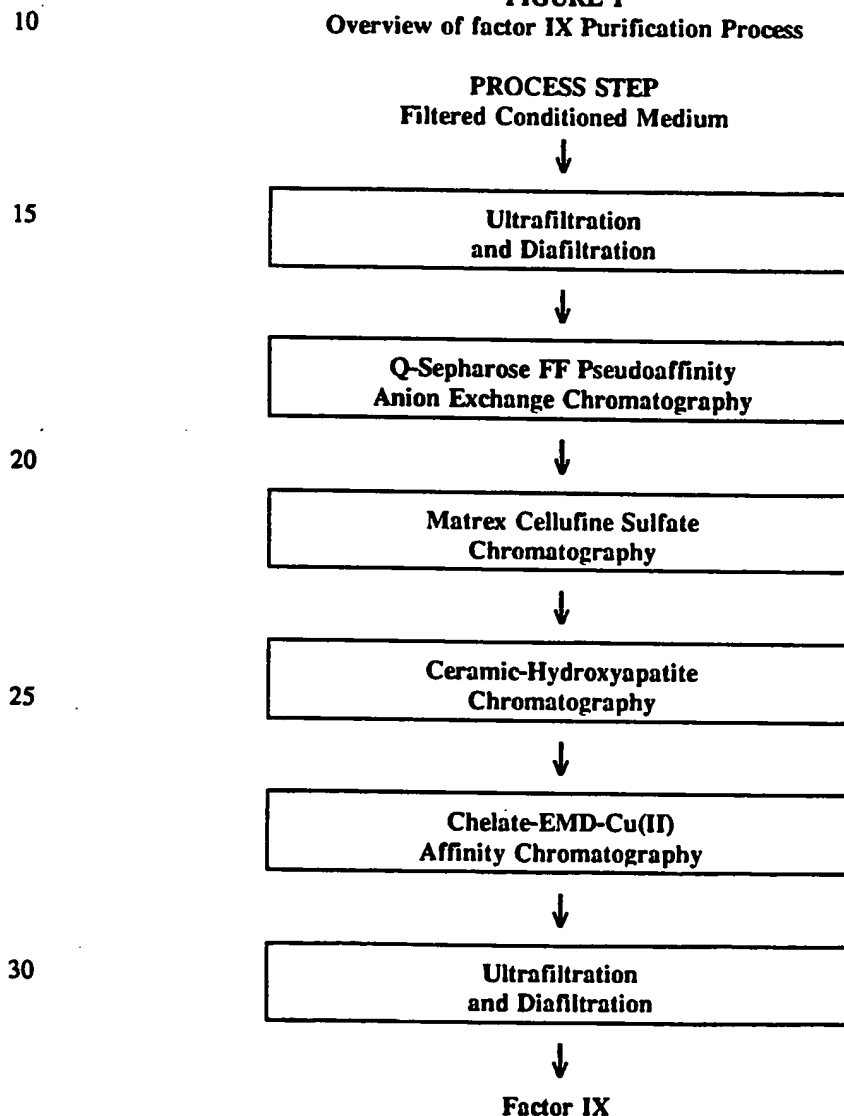 FIGURE 1
10
Overview of factor IX Purification Process
PROCESS STEP
Filtered Conditioned Medium
15
Ultrafiltration
and Diafiltration
Q-Sepharose FF Pseudoaffinity
Anion Exchange Chromatography
20
Matrex Cellufine Sulfate
Chromatography
Ceramic-Hydroxyapatite
25
Chromatography
Chelate-EMD-Cu(II)
Affinity Chromatography
30
Ultrafiltration
and Diafiltration
Factor IX